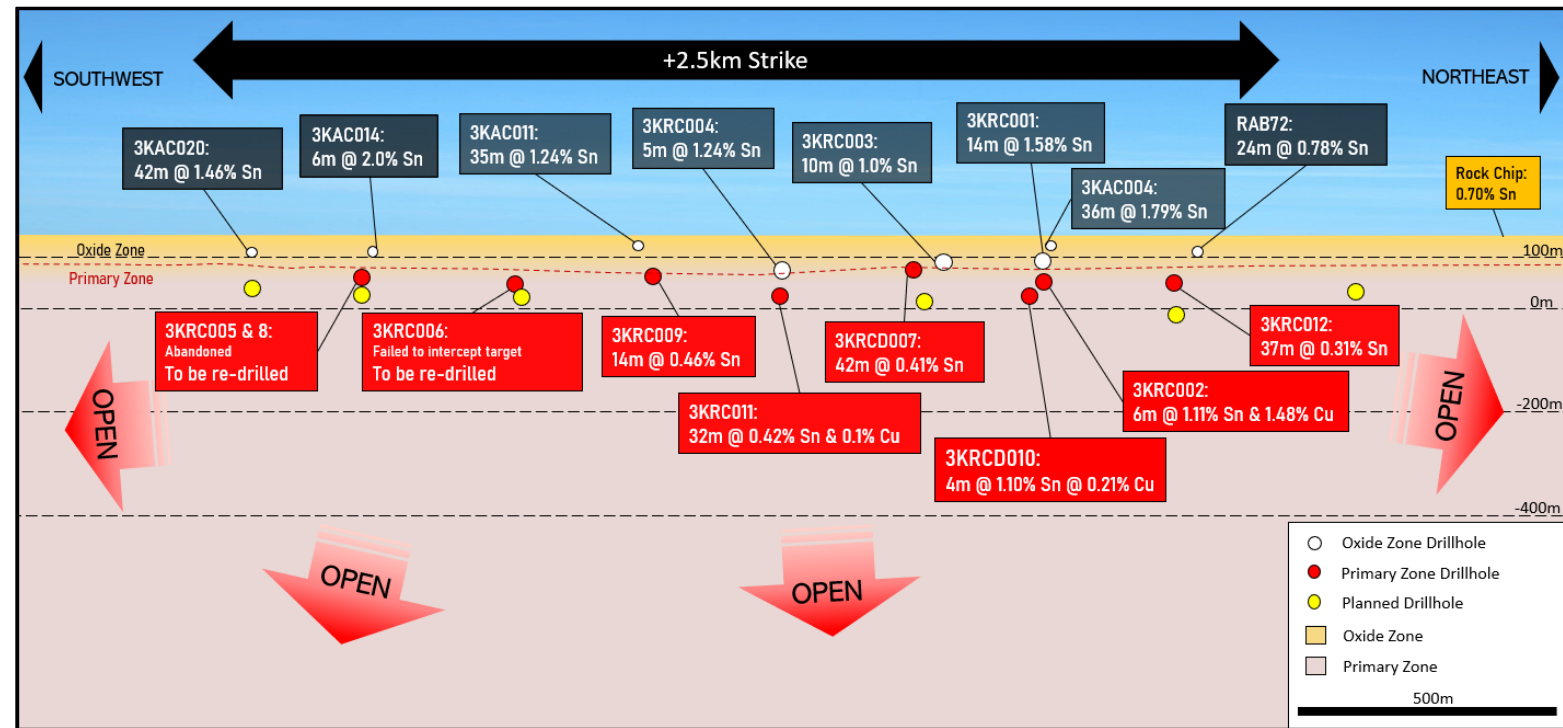 +2.5km Strike
SOUTHWEST
NORTHEAST
3KAC020:
42m @ 1.46% Sn
3KAC014:
6m @ 2.0% Sn
3KAC011:
35m @ 1.24% Sn
3KRC004:
5m @ 1.24% Sn
3KRC003:
10m @ 1.0% Sn
3KRC001:
14m @ 1.58% Sn
3KAC004:
36m @ 1.79% Sn
RAB72:
24m @ 0.78% Sn
Rock Chip:
0.70% Sn
Oxide Zone
100m
Primary Zone
0m
3KRC005 & 8:
Abandoned
To be re-drilled
3KRC006:
Failed to intercept target
To be re-drilled
3KRC009:
14m @ 0.46% Sn
3KRC011:
32m @ 0.42% Sn & 0.1% Cu
3KRCD007:
42m @ 0.41% Sn
3KRCD010:
4m @ 1.10% Sn @ 0.21% Cu
3KRC002:
6m @ 1.11% Sn & 1.48% Cu
3KRC012:
37m @ 0.31% Sn
OPEN
OPEN
-200m
-400m
OPEN
OPEN
Oxide Zone Drillhole
Primary Zone Drillhole
Planned Drillhole
Oxide Zone
Primary Zone
500m